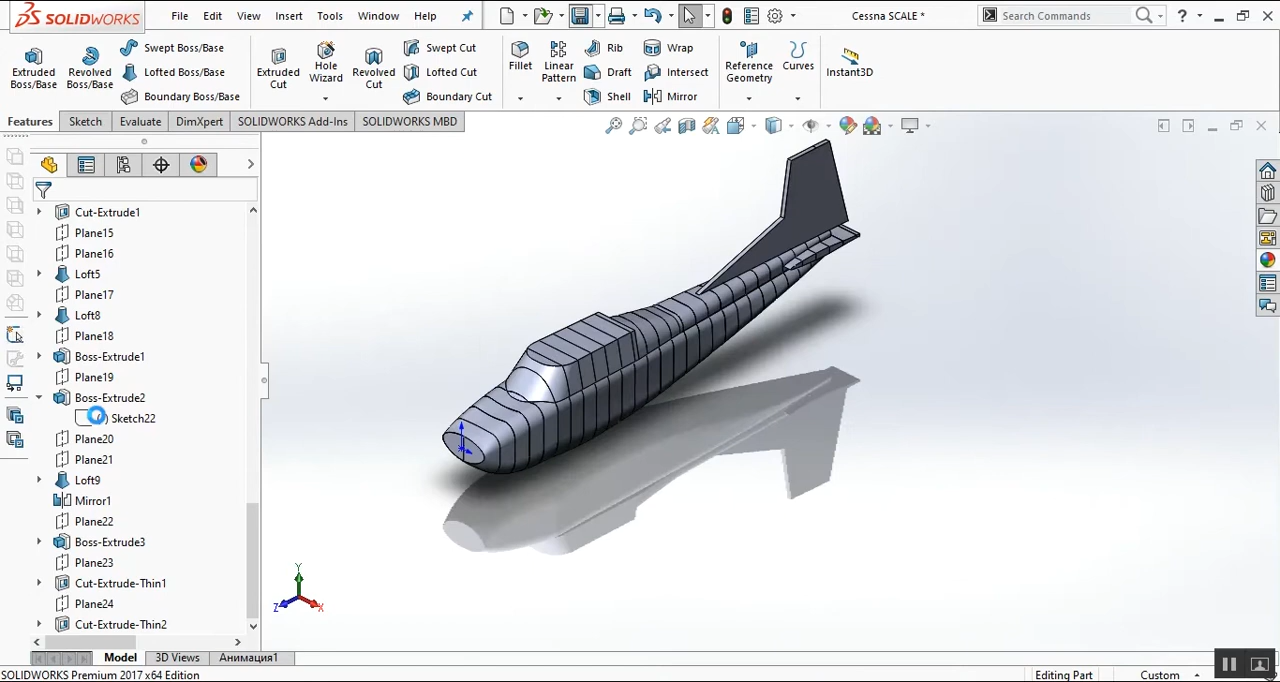 SOLIDWORKS
File Edit View Insert Tools Window Help
Cessna SCALE *
Search Commands
?
Extruded Boss/Base
Revolved Boss/Base
Swept Boss/Base
Lofted Boss/Base
Boundary Boss/Base
Extruded Cut
Hole Wizard
Revolved Cut
Swept Cut
Lofted Cut
Boundary Cut
Fillet
Linear Pattern
Rib
Draft
Shell
Wrap
Intersect
Mirror
Reference Geometry
Curves
Instant3D
Features Sketch Evaluate DimXpert SOLIDWORKS Add-Ins SOLIDWORKS MBD
Cut-Extrude1
Plane15
Plane16
Loft5
Plane17
Loft8
Plane18
Boss-Extrude1
Plane19
Boss-Extrude2
) Sketch22
Plane20
Plane21
Loft9
Mirror1
Plane22
Boss-Extrude3
Plane23
Cut-Extrude-Thin1
Plane24
Cut-Extrude-Thin2
Y
Z
X
Model 3D Views Анимация1
SOLIDWORKS Premium 2017 x64 Edition
Editing Part
Custom